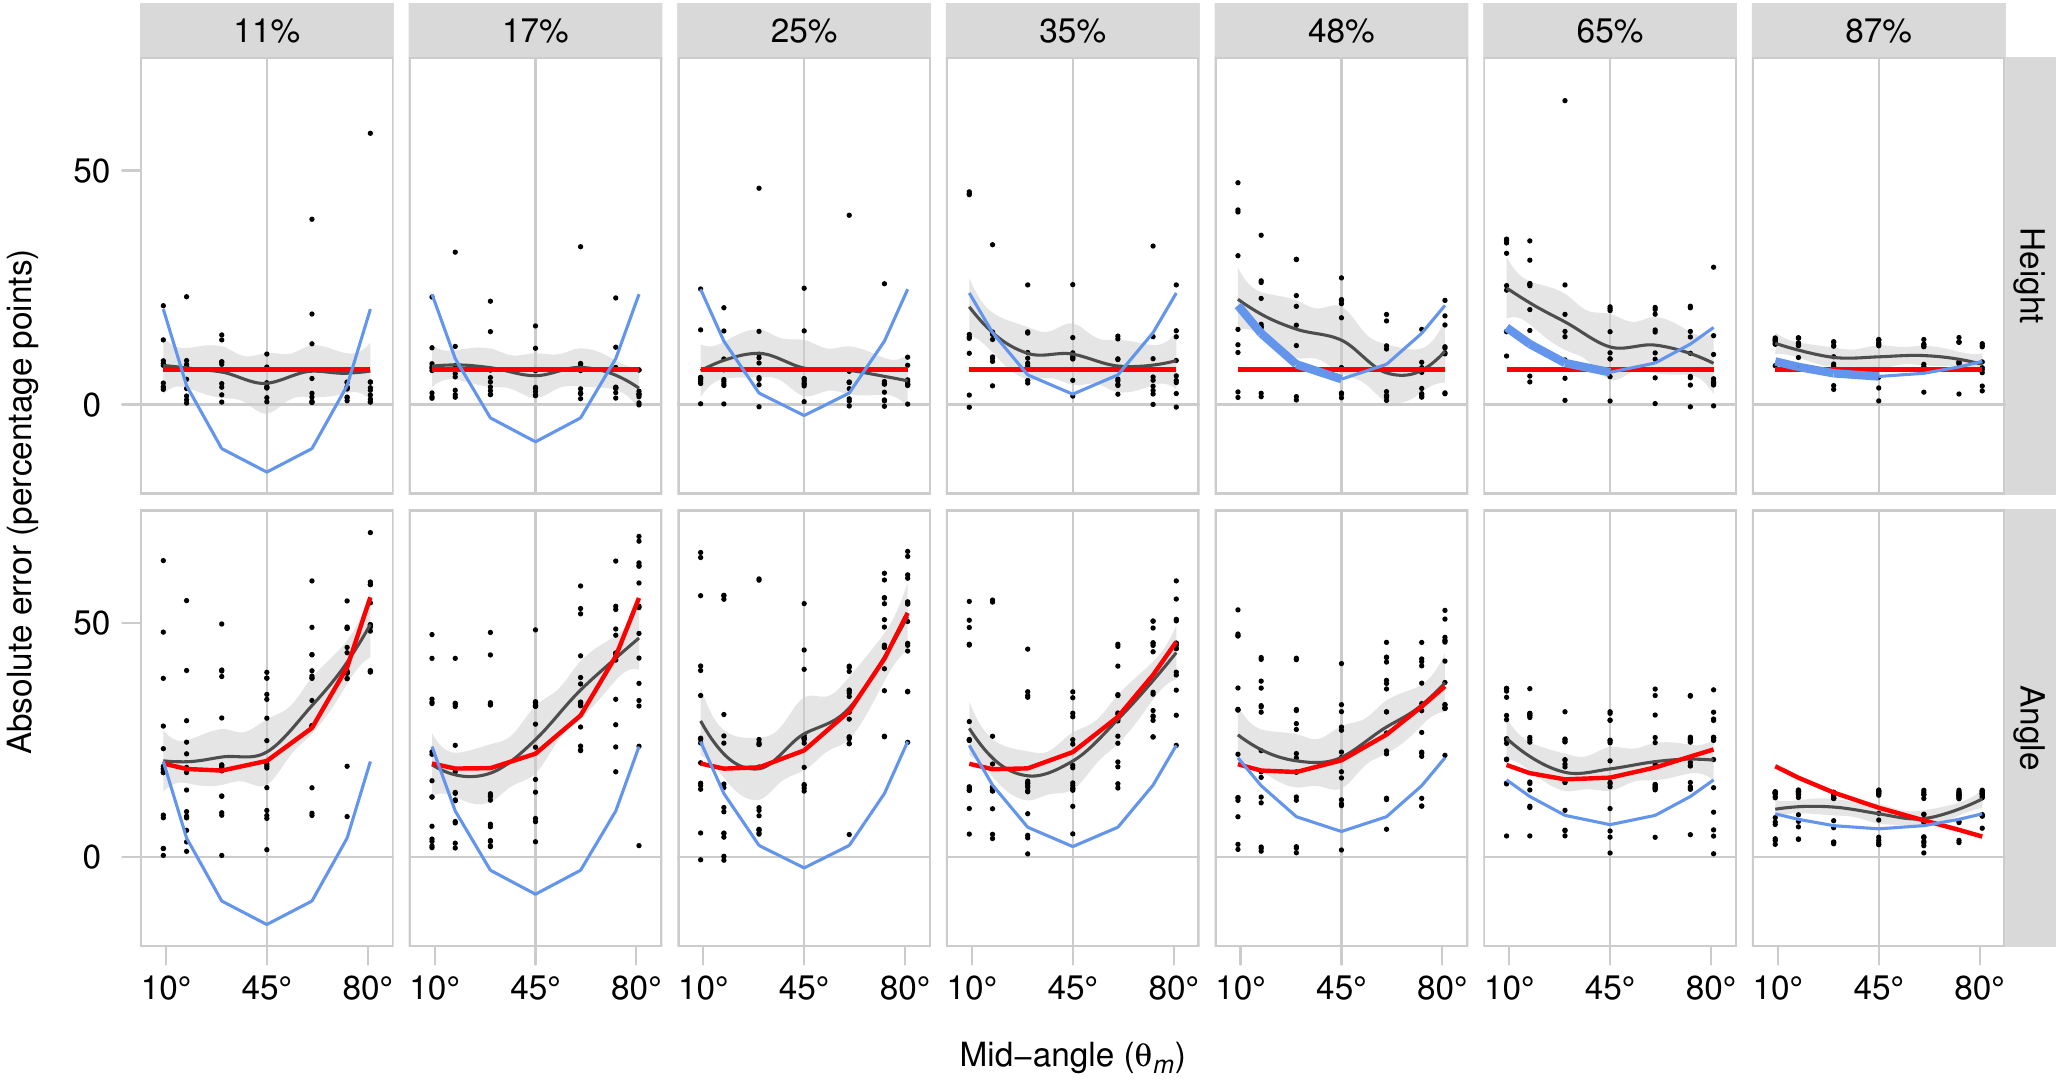 11% 17% 25% 35% 48% 65% 87%
Height
50
0
Absolute error (percentage points)
Angle
50
0
10° 45° 80° 10° 45° 80° 10° 45° 80° 10° 45° 80° 10° 45° 80° 10° 45° 80° 10° 45° 80°
Mid−angle (θm)